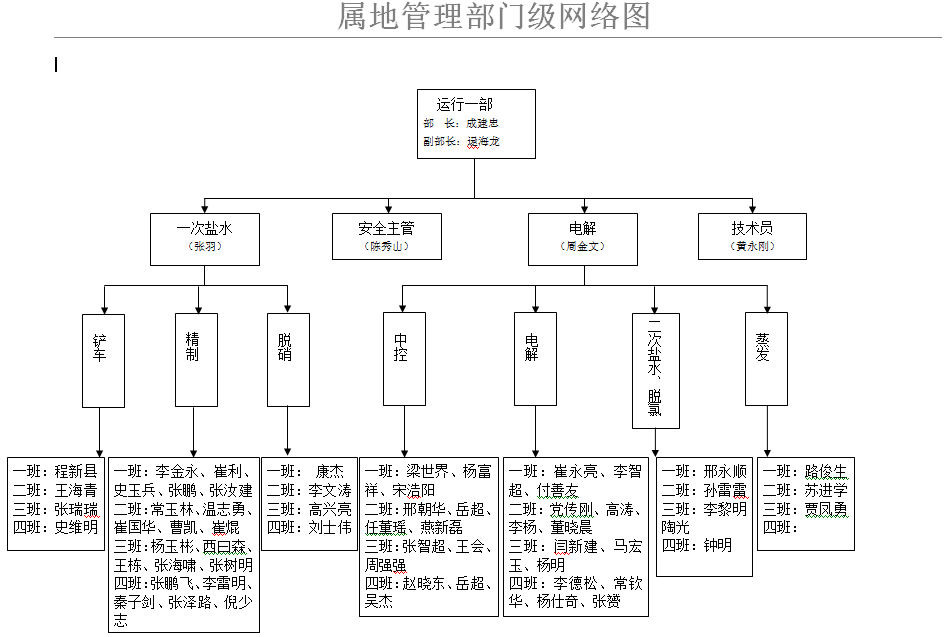 属地管理部门级网络图
运行一部
部　长：成建忠
副部长：梁海龙
一次盐水
（张羽）
安全主管
（陈秀山）
电解
（周金文）
技术员
（黄永刚）
铲车
精制
脱硝
中控
电解
二次盐水、脱氯
蒸发
一班：程新县
二班：王海青
三班：张瑞瑞
四班：史维明
一班：李金永、崔利、
史玉兵、张鹏、张汝建
二班：常玉林、温志勇、
崔国华、曹凯、崔焜
三班：杨玉彬、西曰森、
王栋、张海啸、张树明
四班：张鹏飞、李雷明、
秦子剑、张泽路、倪少
志
一班： 康杰
二班：李文涛
三班：高兴亮
四班：刘士伟
一班：梁世界、杨富
祥、宋浩阳
二班：邢朝华、岳超、
任董瑶、燕新磊
三班：张智超、王会、
周强强
四班：赵晓东、岳超、
吴杰
一班：崔永亮、李智
超、付善友
二班：党传刚、高涛、
李杨、董晓晨
三班： 闫新建、马宏
玉、杨明
四班：李德松、常钦
华、杨仕奇、张赟
一班：邢永顺
二班：孙雷雷
三班：李黎明
陶光
四班：钟明
一班：路俊生
二班：苏进学
三班：贾凤勇
四班：